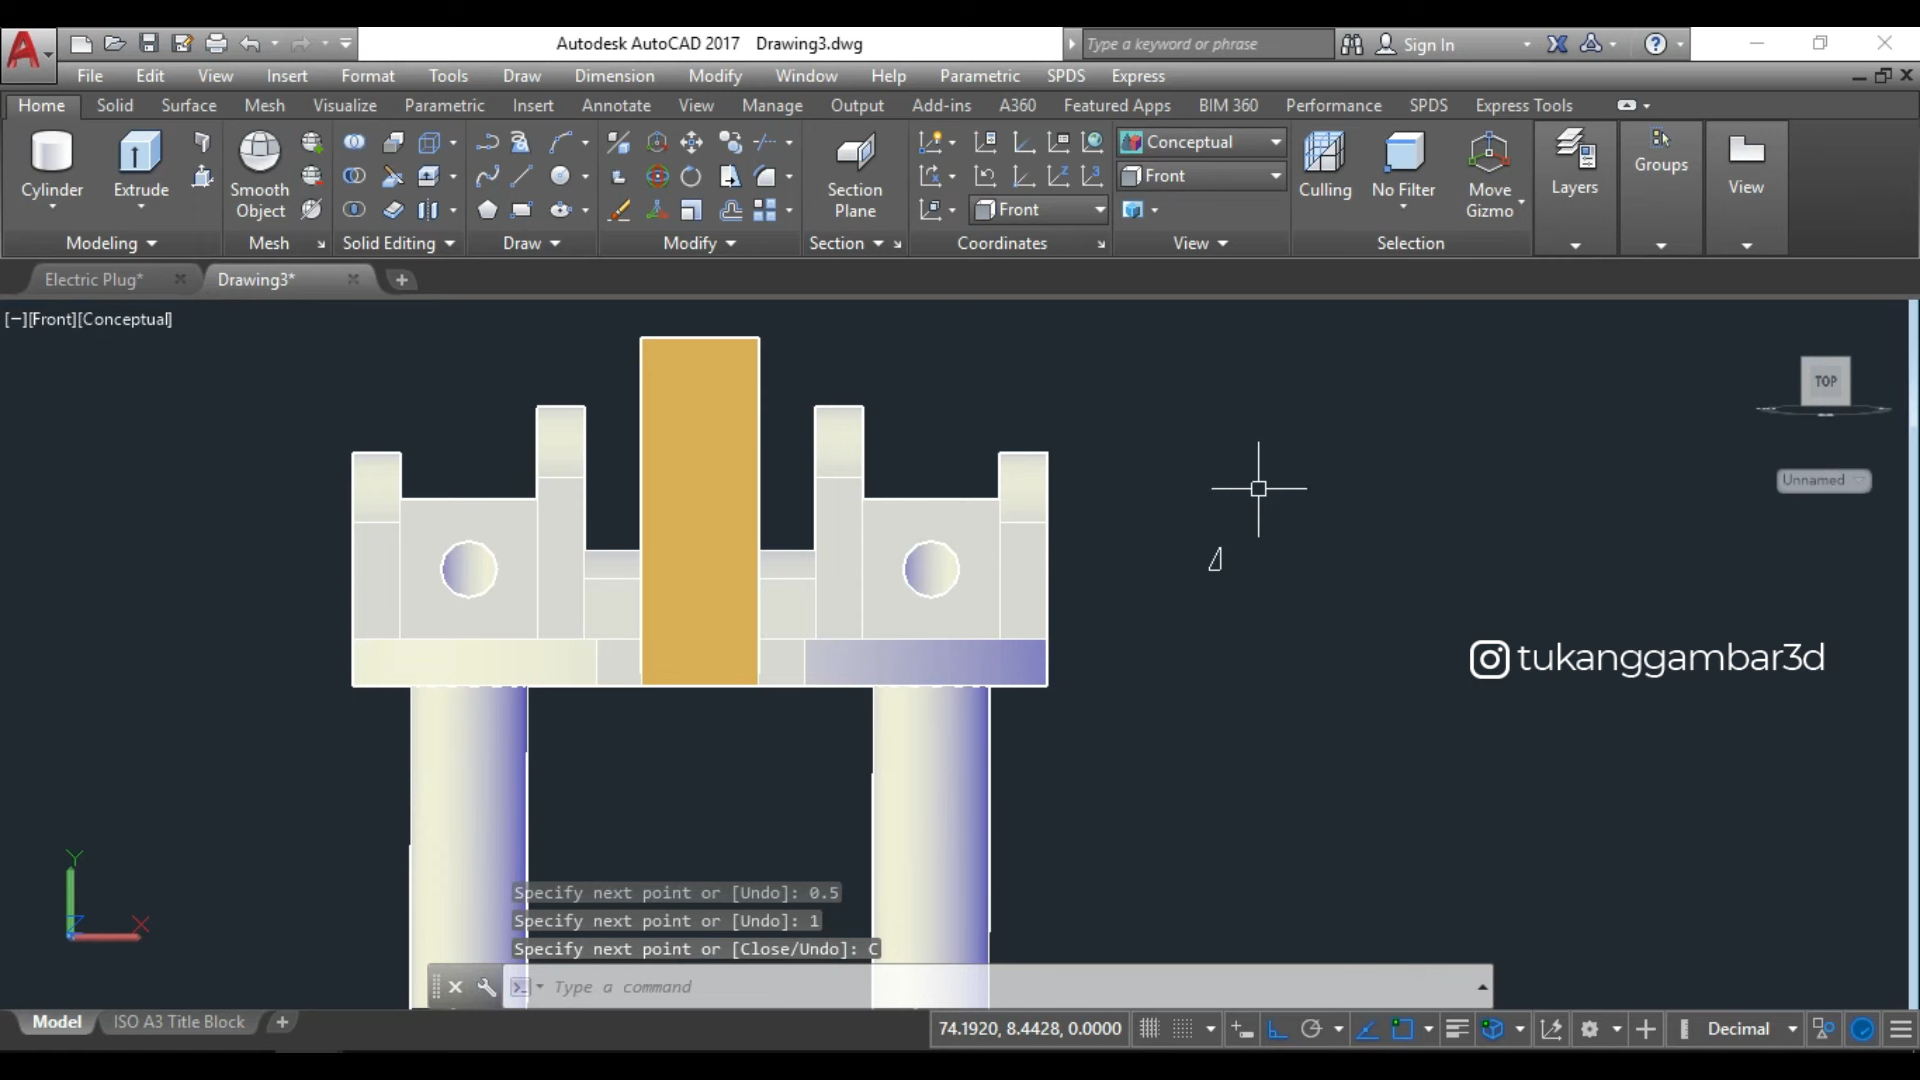 Autodesk AutoCAD 2017 Drawing3.dwg
Type a keyword or phrase
Sign In
File Edit View Insert Format Tools Draw Dimension Modify Window Help Parametric SPDS Express
Home Solid Surface Mesh Visualize Parametric Insert Annotate View Manage Output Add-ins A360 Featured Apps BIM 360 Performance SPDS Express Tools
Cylinder
Extrude
Smooth
Object
Section
Plane
Conceptual
Front
Front
Culling
No Filter
Move
Gizmo
Layers
Groups
View
Modeling
Mesh
Solid Editing
Draw
Modify
Section
Coordinates
View
Selection
Electric Plug*
Drawing3*
[−][Front][Conceptual]
TOP
Unnamed
tukanggambar3d
Y
Z
X
Specify next point or [Undo]: 0.5
Specify next point or [Undo]: 1
Specify next point or [Close/Undo]: C
Type a command
Model
ISO A3 Title Block
74.1920, 8.4428, 0.0000
Decimal